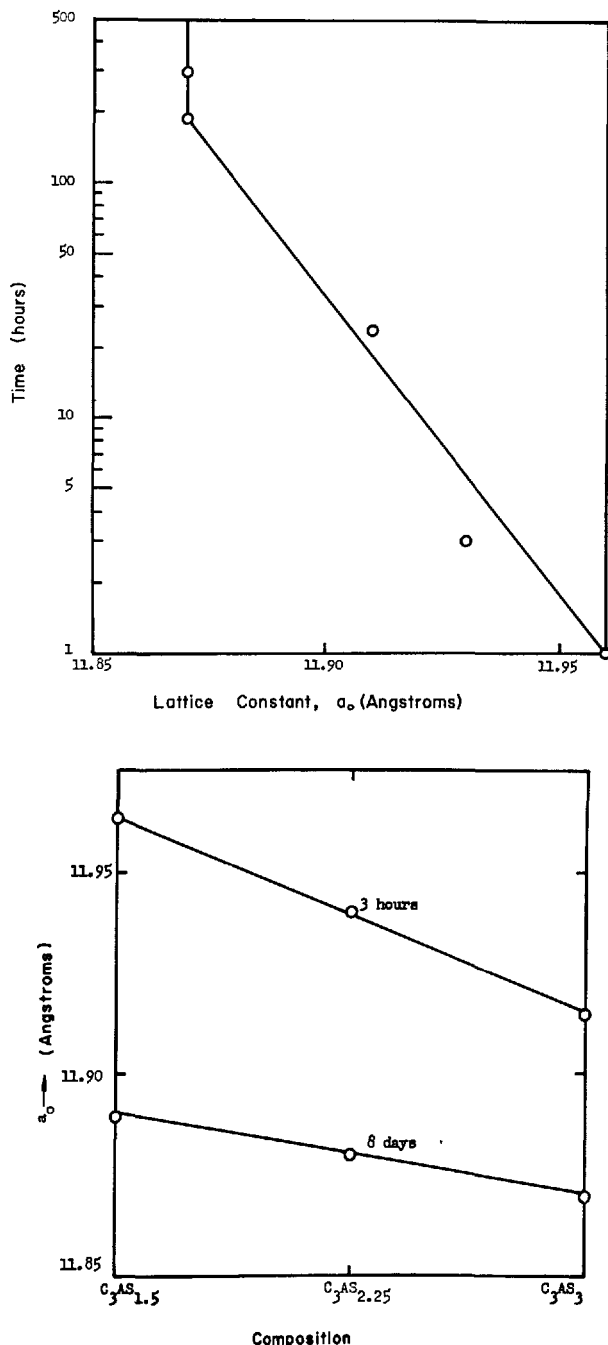 500
100
50
10
5
1
Time (hours)
11.85 11.90 11.95
Lattice Constant, a₀ (Angstroms)
11.95
11.90
11.85
a₀→ (Angstroms)
3 hours
8 days
C₃AS₁.₅ C₃AS₂.₂₅ C₃AS₃
Composition